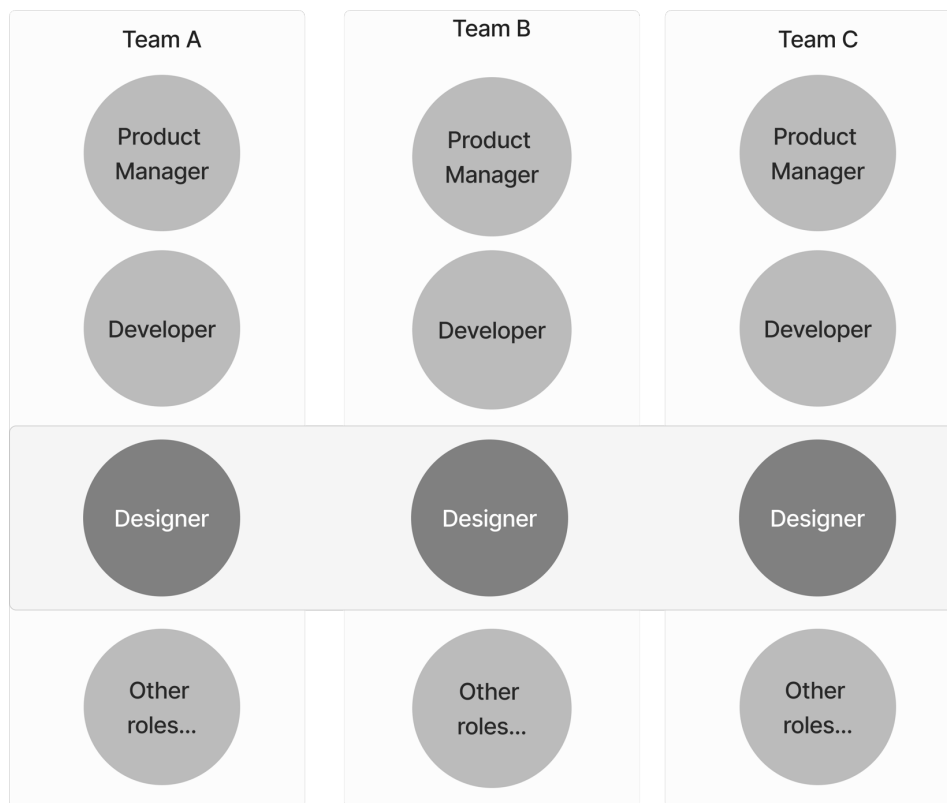 Team A
Team B
Team C
Product
Manager
Product
Manager
Product
Manager
Developer
Developer
Developer
Designer
Designer
Designer
Other
roles...
Other
roles...
Other
roles...